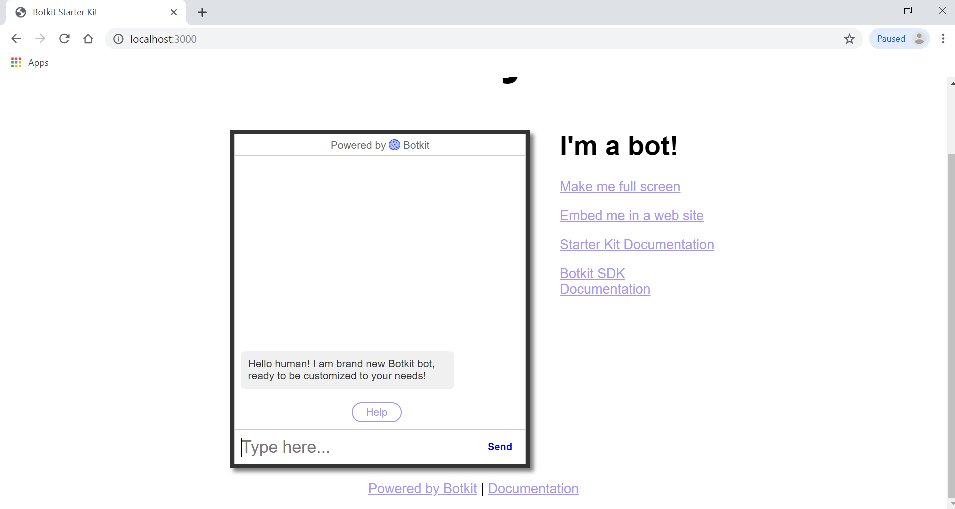 Botkit Starter Kit
localhost:3000
Paused
Apps
Powered by Botkit
Hello human! I am brand new Botkit bot,
ready to be customized to your needs!
Help
Type here...
Send
I'm a bot!
Make me full screen
Embed me in a web site
Starter Kit Documentation
Botkit SDK
Documentation
Powered by Botkit | Documentation